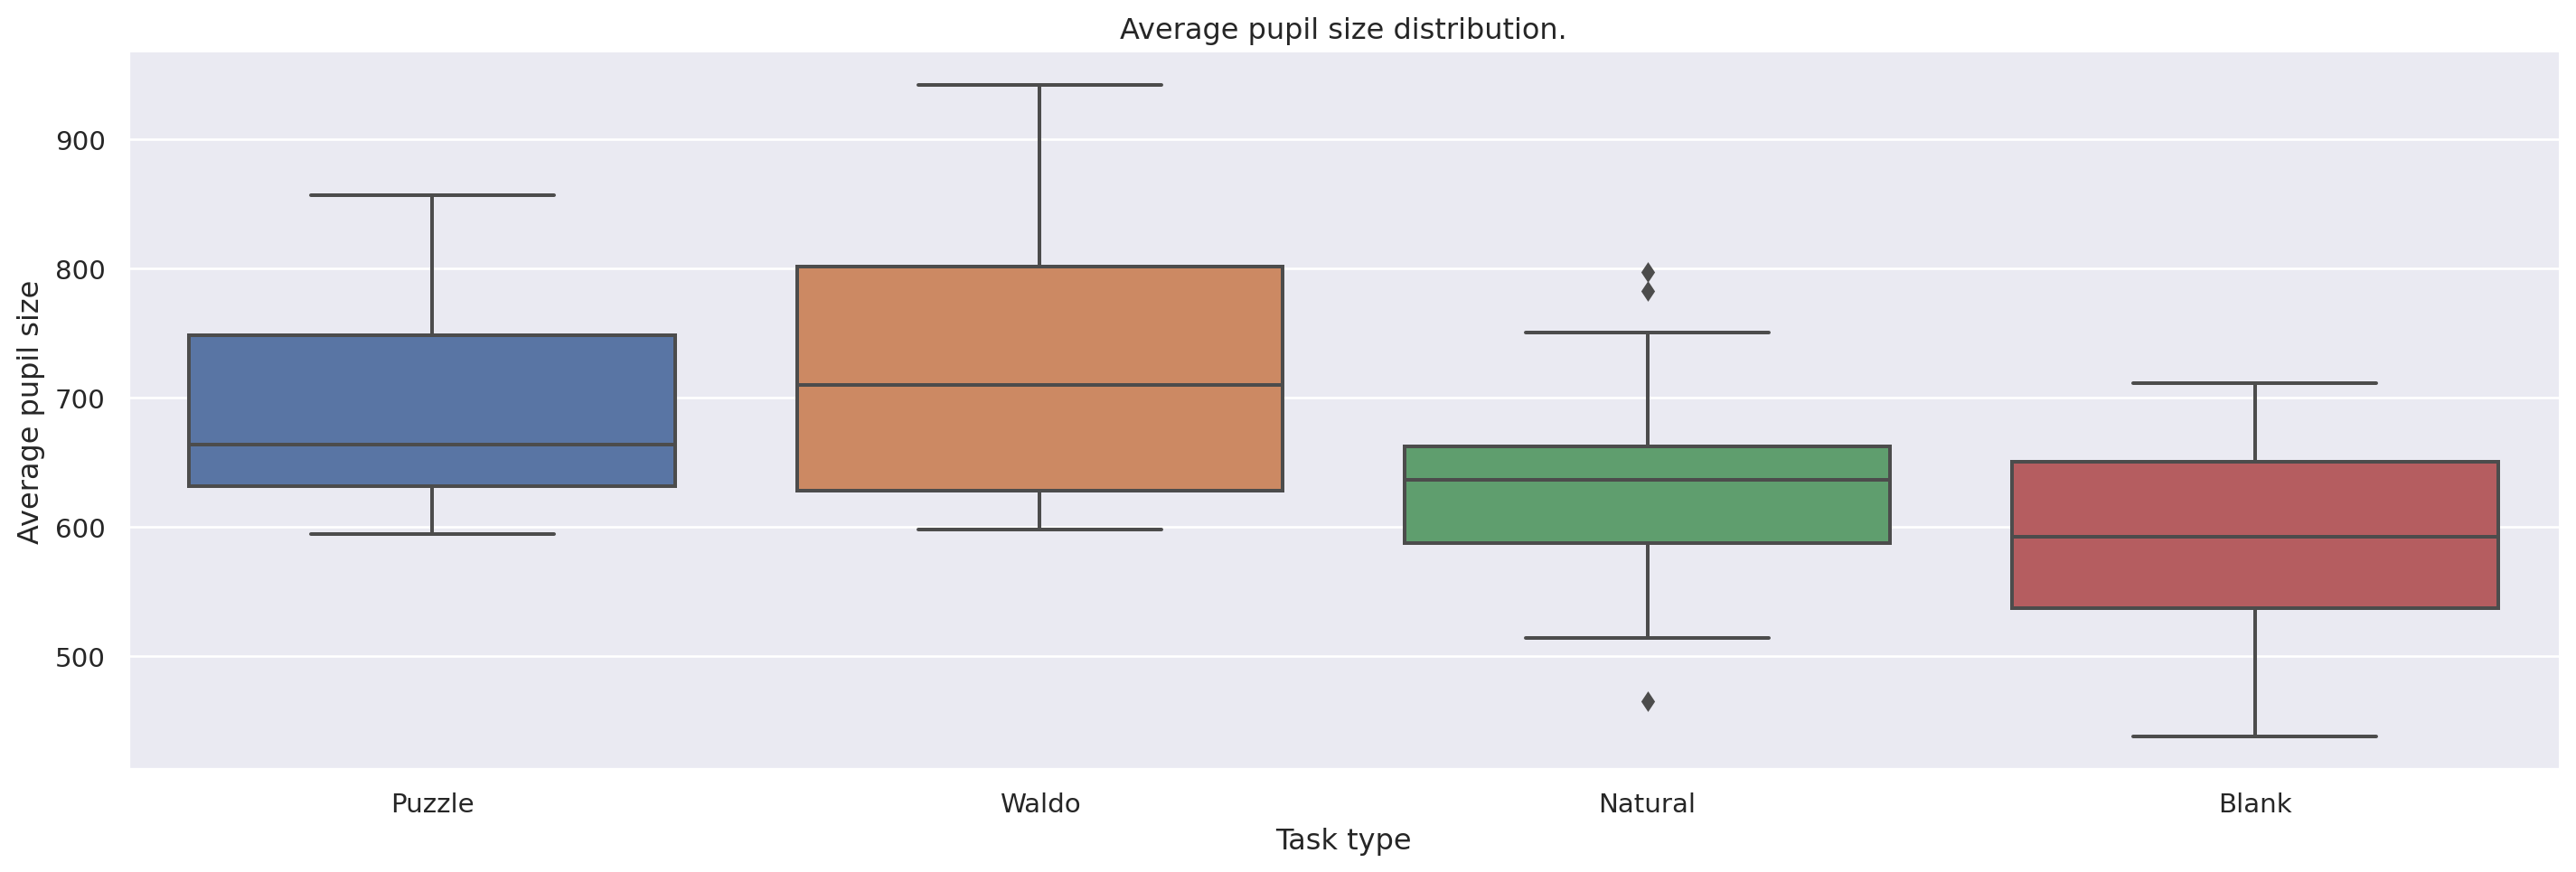 Average pupil size distribution.
Average pupil size
900
800
700
600
500
Puzzle
Waldo
Natural
Blank
Task type